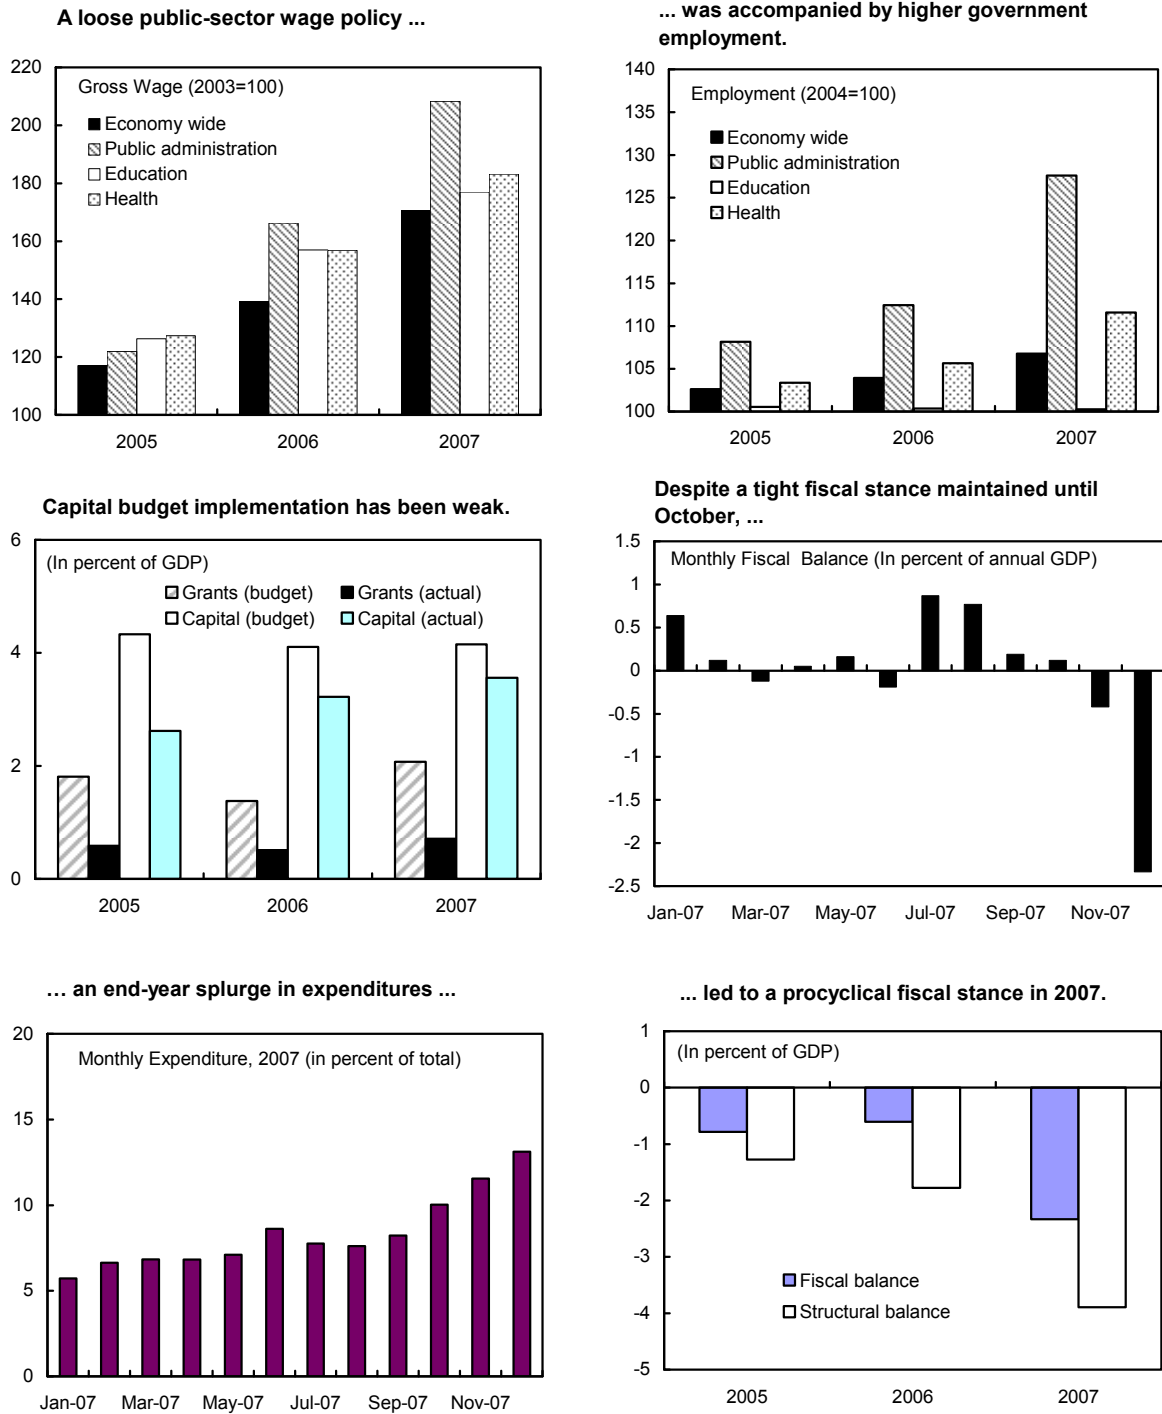 A loose public-sector wage policy ...
220
200
180
160
140
120
100
Gross Wage (2003=100)
Economy wide
Public administration
Education
Health
2005 2006 2007
... was accompanied by higher government
employment.
140
135
130
125
120
115
110
105
100
Employment (2004=100)
Economy wide
Public administration
Education
Health
2005 2006 2007
Capital budget implementation has been weak.
6
4
2
0
(In percent of GDP)
Grants (budget) Grants (actual)
Capital (budget) Capital (actual)
2005 2006 2007
Despite a tight fiscal stance maintained until
October, ...
1.5
1
0.5
0
-0.5
-1
-1.5
-2
-2.5
Monthly Fiscal Balance (In percent of annual GDP)
Jan-07 Mar-07 May-07 Jul-07 Sep-07 Nov-07
... an end-year splurge in expenditures ...
20
15
10
5
0
Monthly Expenditure, 2007 (in percent of total)
Jan-07 Mar-07 May-07 Jul-07 Sep-07 Nov-07
... led to a procyclical fiscal stance in 2007.
1
0
-1
-2
-3
-4
-5
(In percent of GDP)
Fiscal balance
Structural balance
2005 2006 2007